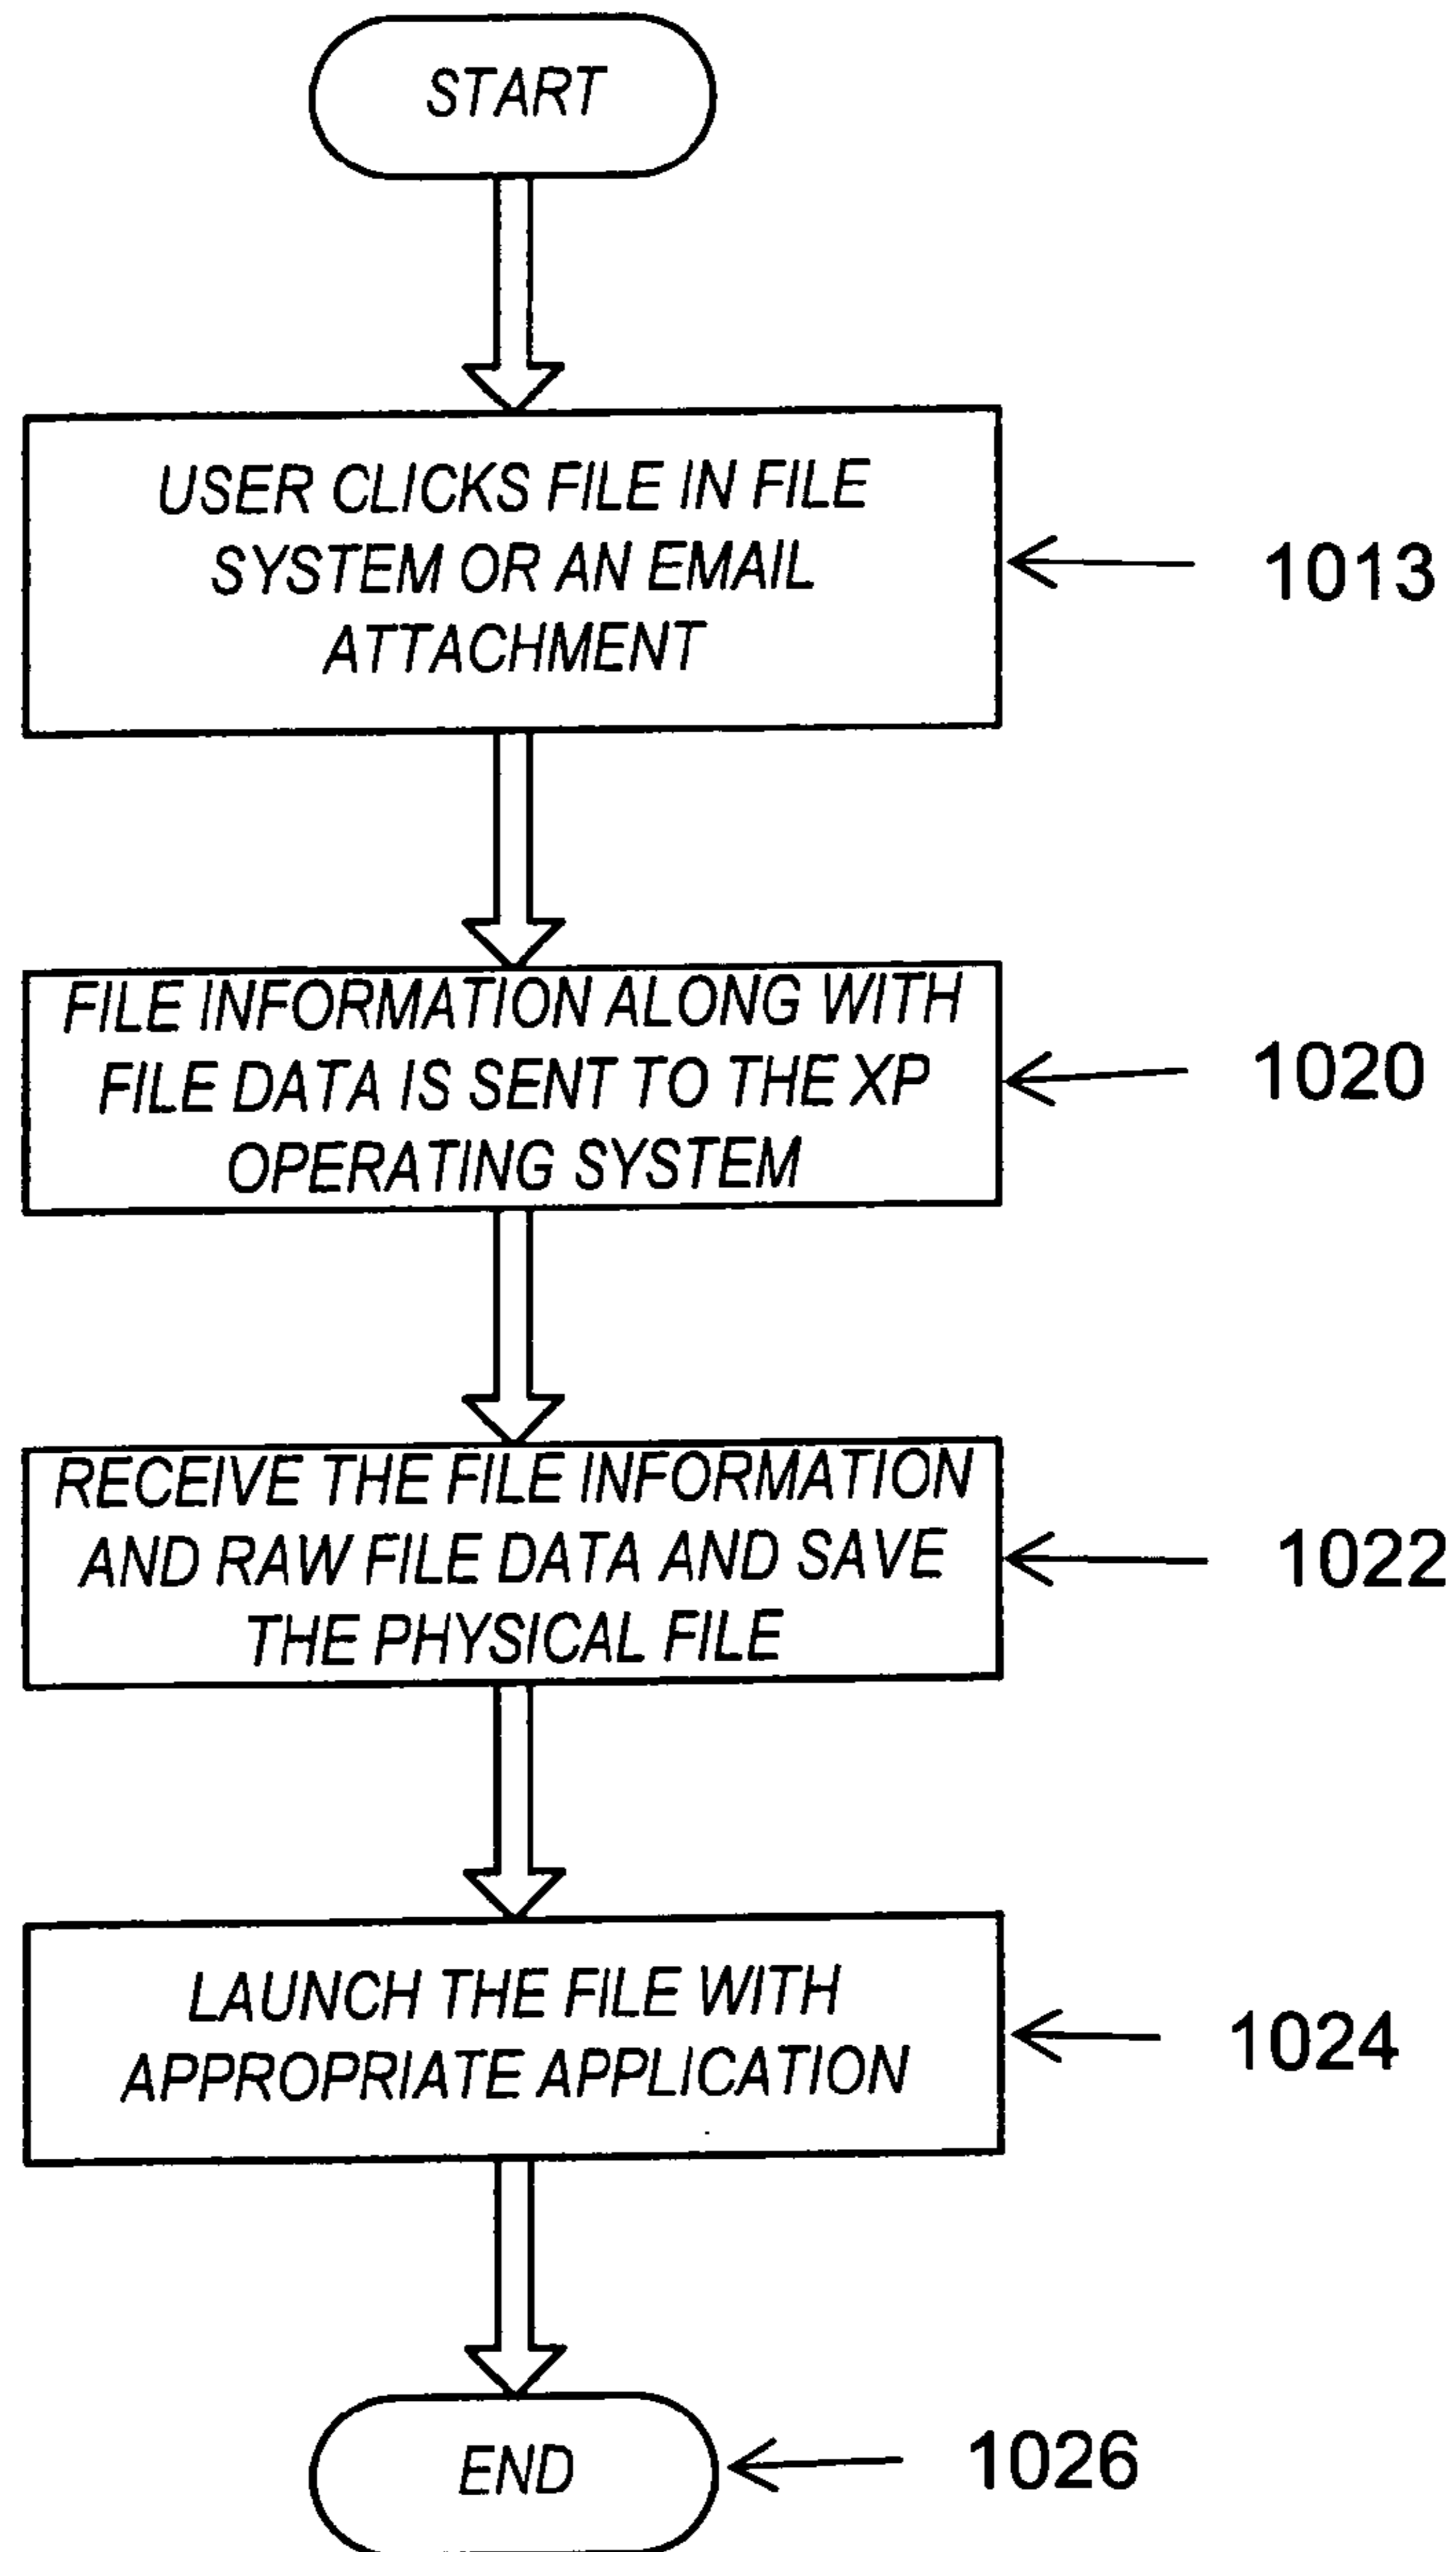 START
USER CLICKS FILE IN FILE
SYSTEM OR AN EMAIL
ATTACHMENT
1013
FILE INFORMATION ALONG WITH
FILE DATA IS SENT TO THE XP
OPERATING SYSTEM
1020
RECEIVE THE FILE INFORMATION
AND RAW FILE DATA AND SAVE
THE PHYSICAL FILE
1022
LAUNCH THE FILE WITH
APPROPRIATE APPLICATION
1024
END
1026